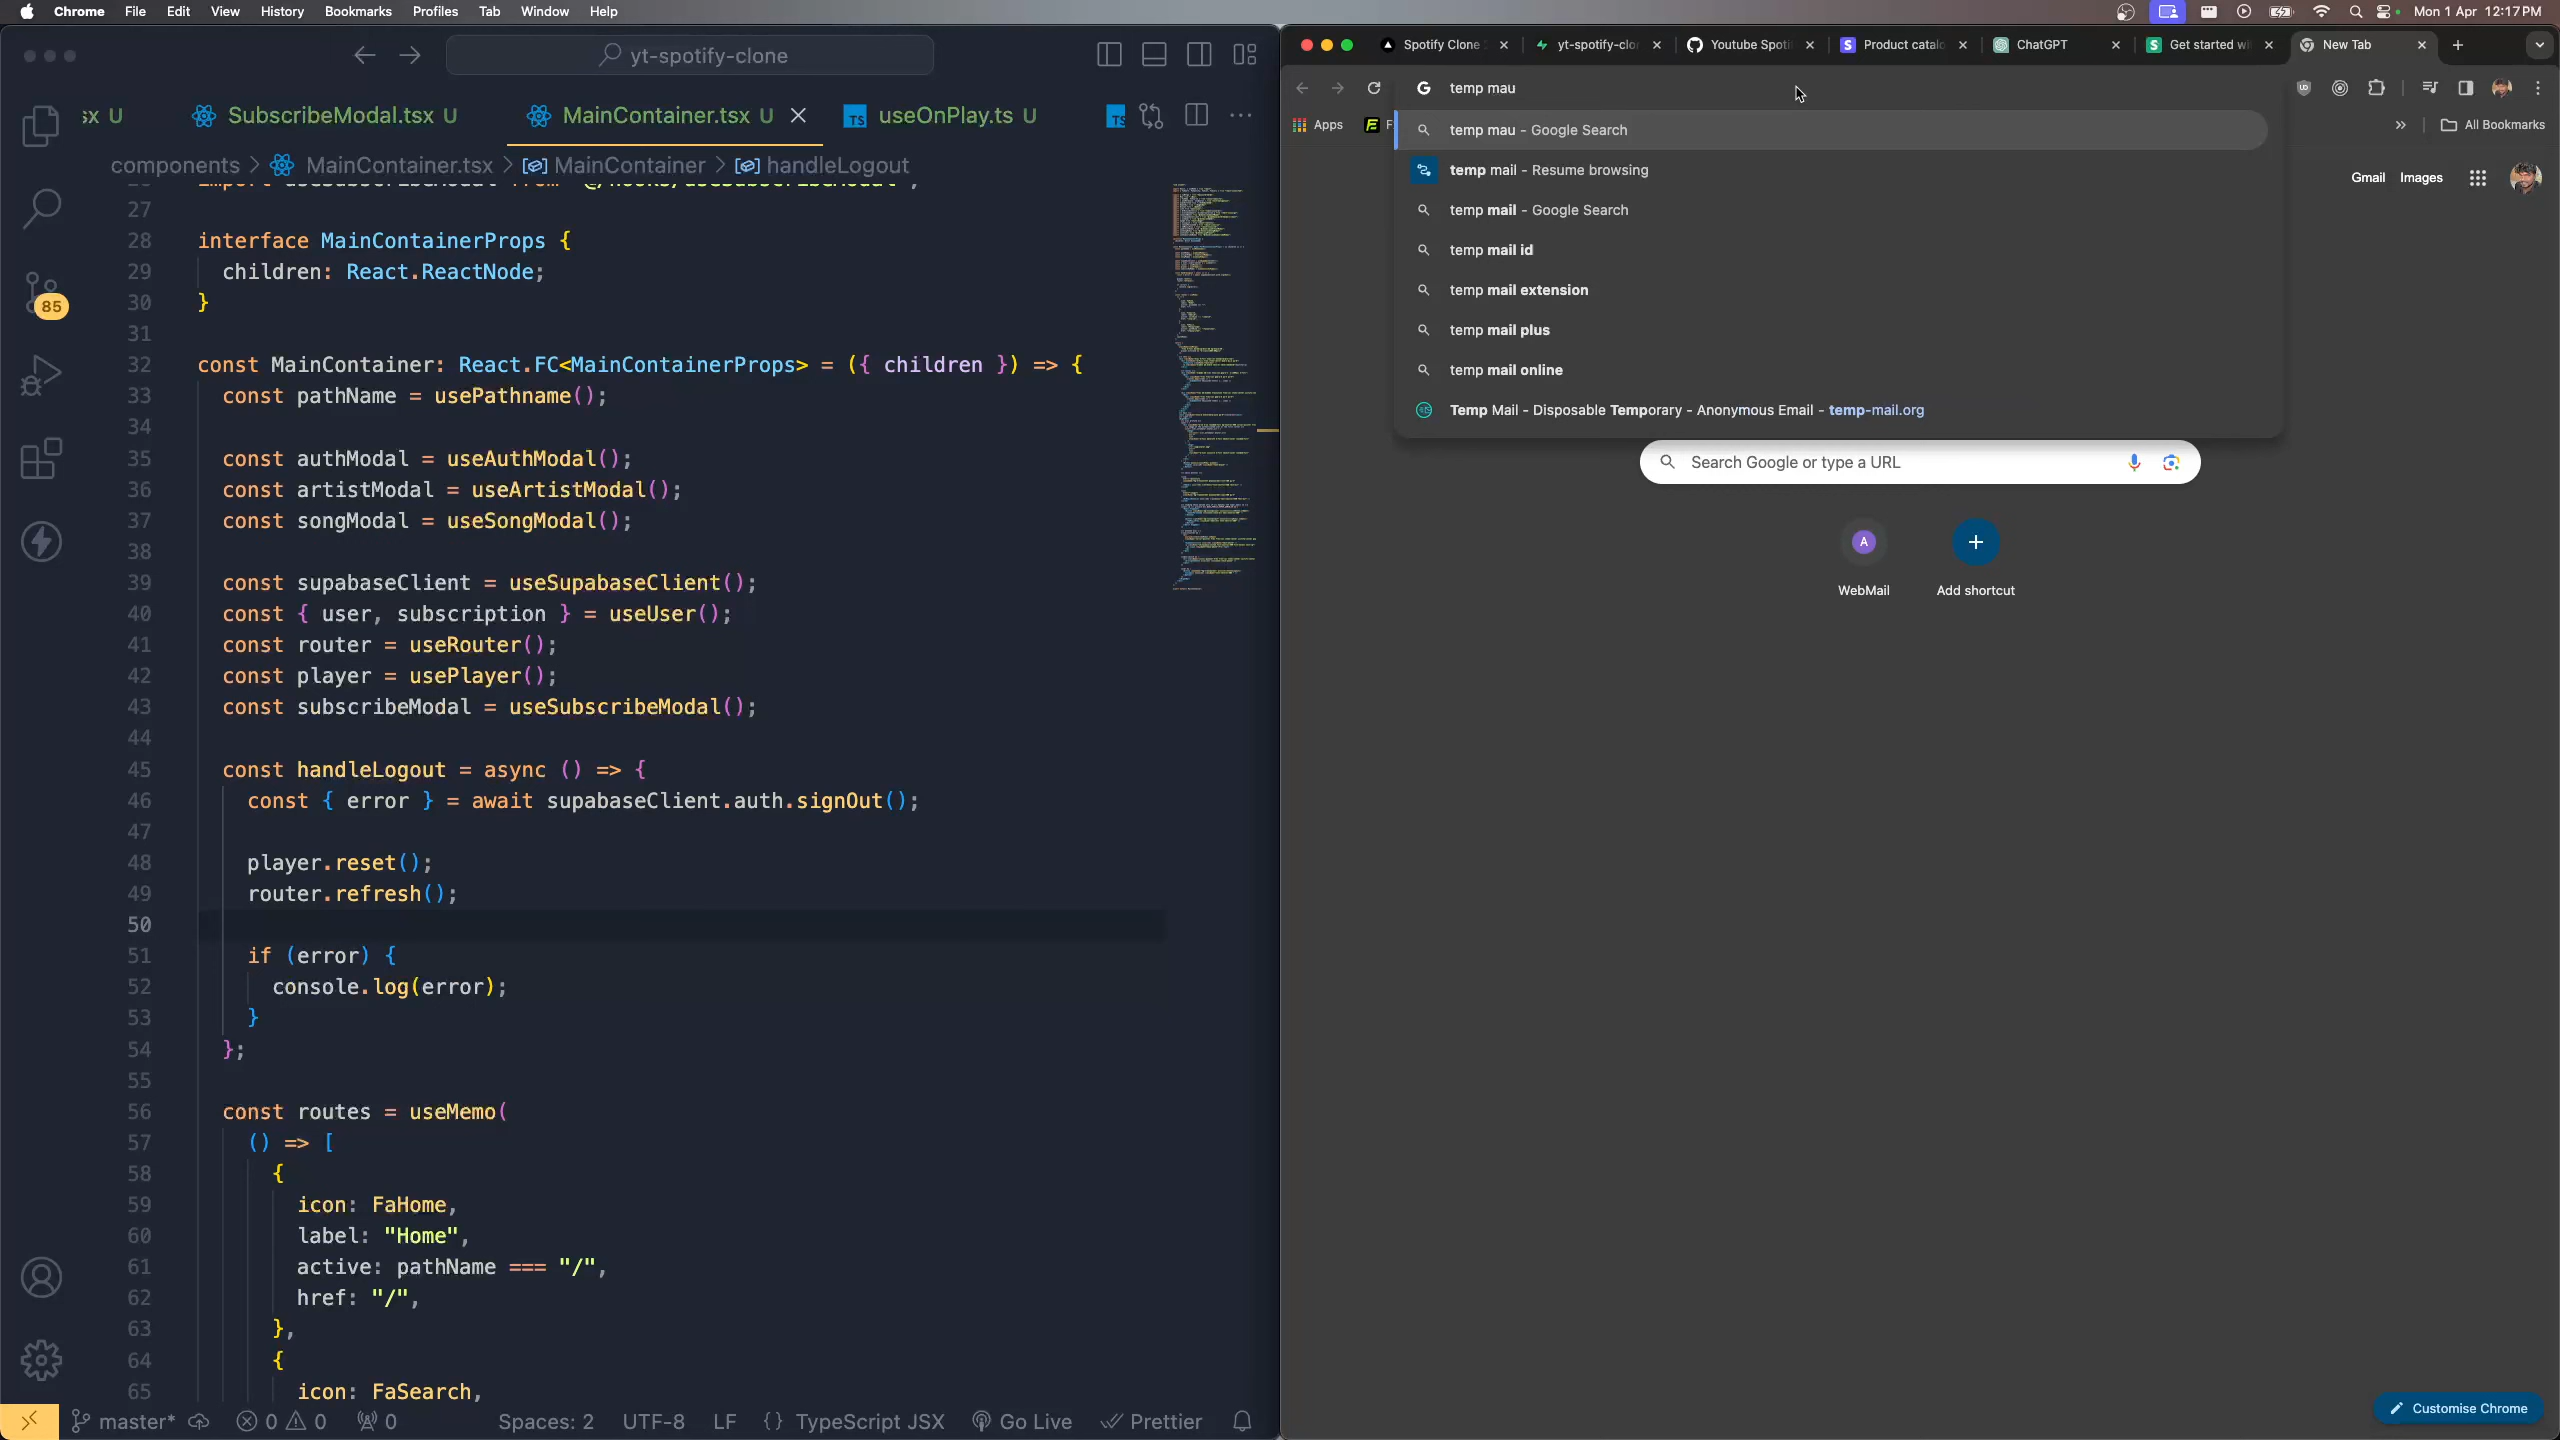 Chrome File Edit View History Bookmarks Profiles Tab Window Help
Mon 1 Apr 12:17 PM
yt-spotify-clone
sx U
SubscribeModal.tsx U
MainContainer.tsx U
TS useOnPlay.ts U
TS
components > MainContainer.tsx > MainContainer > handleLogout
85
27
28 interface MainContainerProps {
29 children: React.ReactNode;
30 }
31
32 const MainContainer: React.FC<MainContainerProps> = ({ children }) => {
33 const pathName = usePathname();
34
35 const authModal = useAuthModal();
36 const artistModal = useArtistModal();
37 const songModal = useSongModal();
38
39 const supabaseClient = useSupabaseClient();
40 const { user, subscription } = useUser();
41 const router = useRouter();
42 const player = usePlayer();
43 const subscribeModal = useSubscribeModal();
44
45 const handleLogout = async () => {
46 const { error } = await supabaseClient.auth.signOut();
47
48 player.reset();
49 router.refresh();
50
51 if (error) {
52 console.log(error);
53 }
54 };
55
56 const routes = useMemo(
57 () => [
58 {
59 icon: FaHome,
60 label: "Home",
61 active: pathName === "/",
62 href: "/",
63 },
64 {
65 icon: FaSearch,
master* 0 0 0 Spaces: 2 UTF-8 LF {} TypeScript JSX Go Live Prettier
Spotify Clone
yt-spotify-clo
Youtube Spoti
Product catalo
ChatGPT
Get started wi
New Tab
temp mau
Apps
All Bookmarks
temp mau - Google Search
temp mail - Resume browsing
temp mail - Google Search
temp mail id
temp mail extension
temp mail plus
temp mail online
Temp Mail - Disposable Temporary - Anonymous Email - temp-mail.org
Gmail Images
Search Google or type a URL
A
WebMail
Add shortcut
Customise Chrome